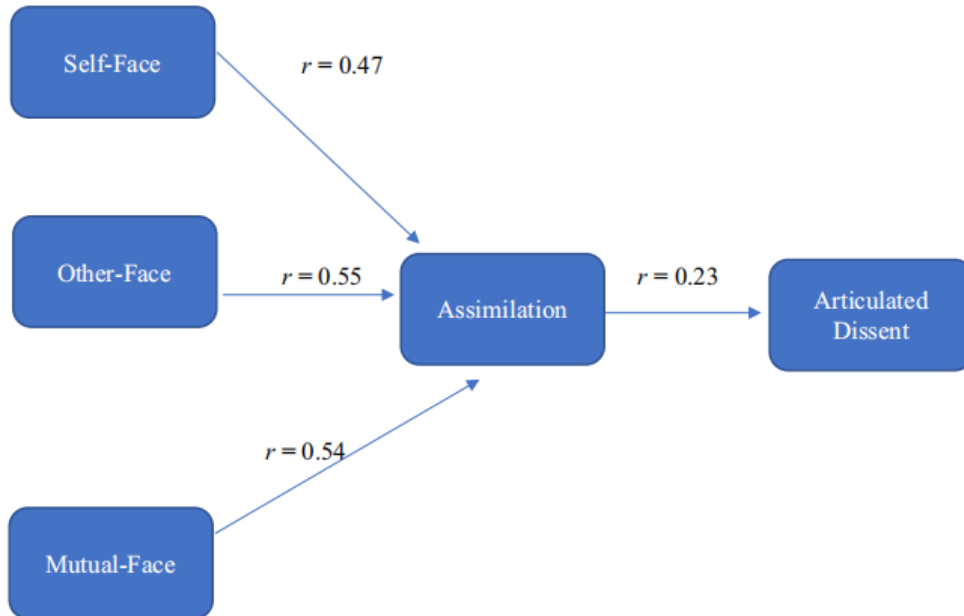 Self-Face
r = 0.47
Other-Face
r = 0.55
Assimilation
r = 0.23
Articulated
Dissent
r = 0.54
Mutual-Face